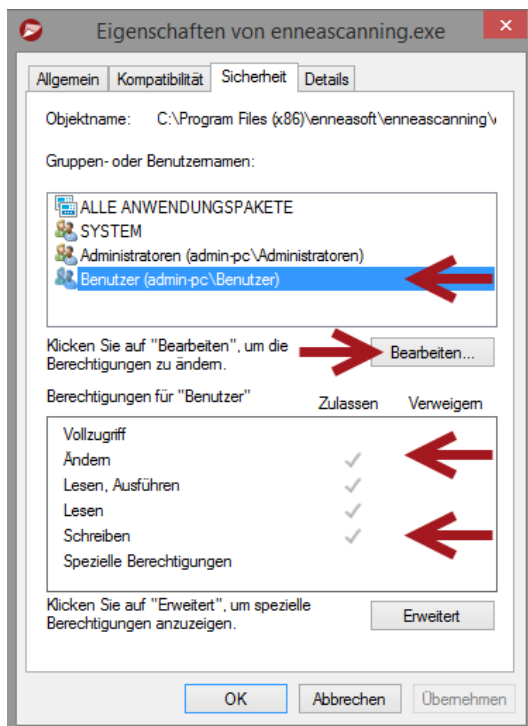 Eigenschaften von enneascanning.exe
Allgemein Kompatibilität Sicherheit Details
Objektname: C:\Program Files (x86)\enneasoft\enneascanning\
Gruppen- oder Benutzernamen:
ALLE ANWENDUNGSPAKETE
SYSTEM
Administratoren (admin-pc\Administratoren)
Benutzer (admin-pc\Benutzer)
Klicken Sie auf "Bearbeiten", um die
Berechtigungen zu ändern.
Bearbeiten...
Berechtigungen für "Benutzer" Zulassen Verweigern
Vollzugriff
Ändern
Lesen, Ausführen
Lesen
Schreiben
Spezielle Berechtigungen
Klicken Sie auf "Erweitert", um spezielle
Berechtigungen anzuzeigen.
Erweitert
OK Abbrechen Übernehmen